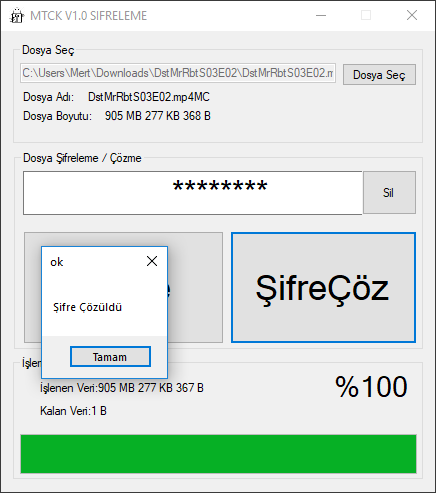 MTCK V1.0 SIFRELEME
Dosya Seç
C:\Users\Mert\Downloads\DstMrRbtS03E02\DstMrRbtS03E02.m
Dosya Seç
Dosya Adı: DstMrRbtS03E02.mp4MC
Dosya Boyutu: 905 MB 277 KB 368 B
Dosya Şifreleme / Çözme
********
Sil
ok
Şifre Çözüldü
Tamam
ŞifreÇöz
İşlenen Veri:905 MB 277 KB 367 B
Kalan Veri:1 B
%100